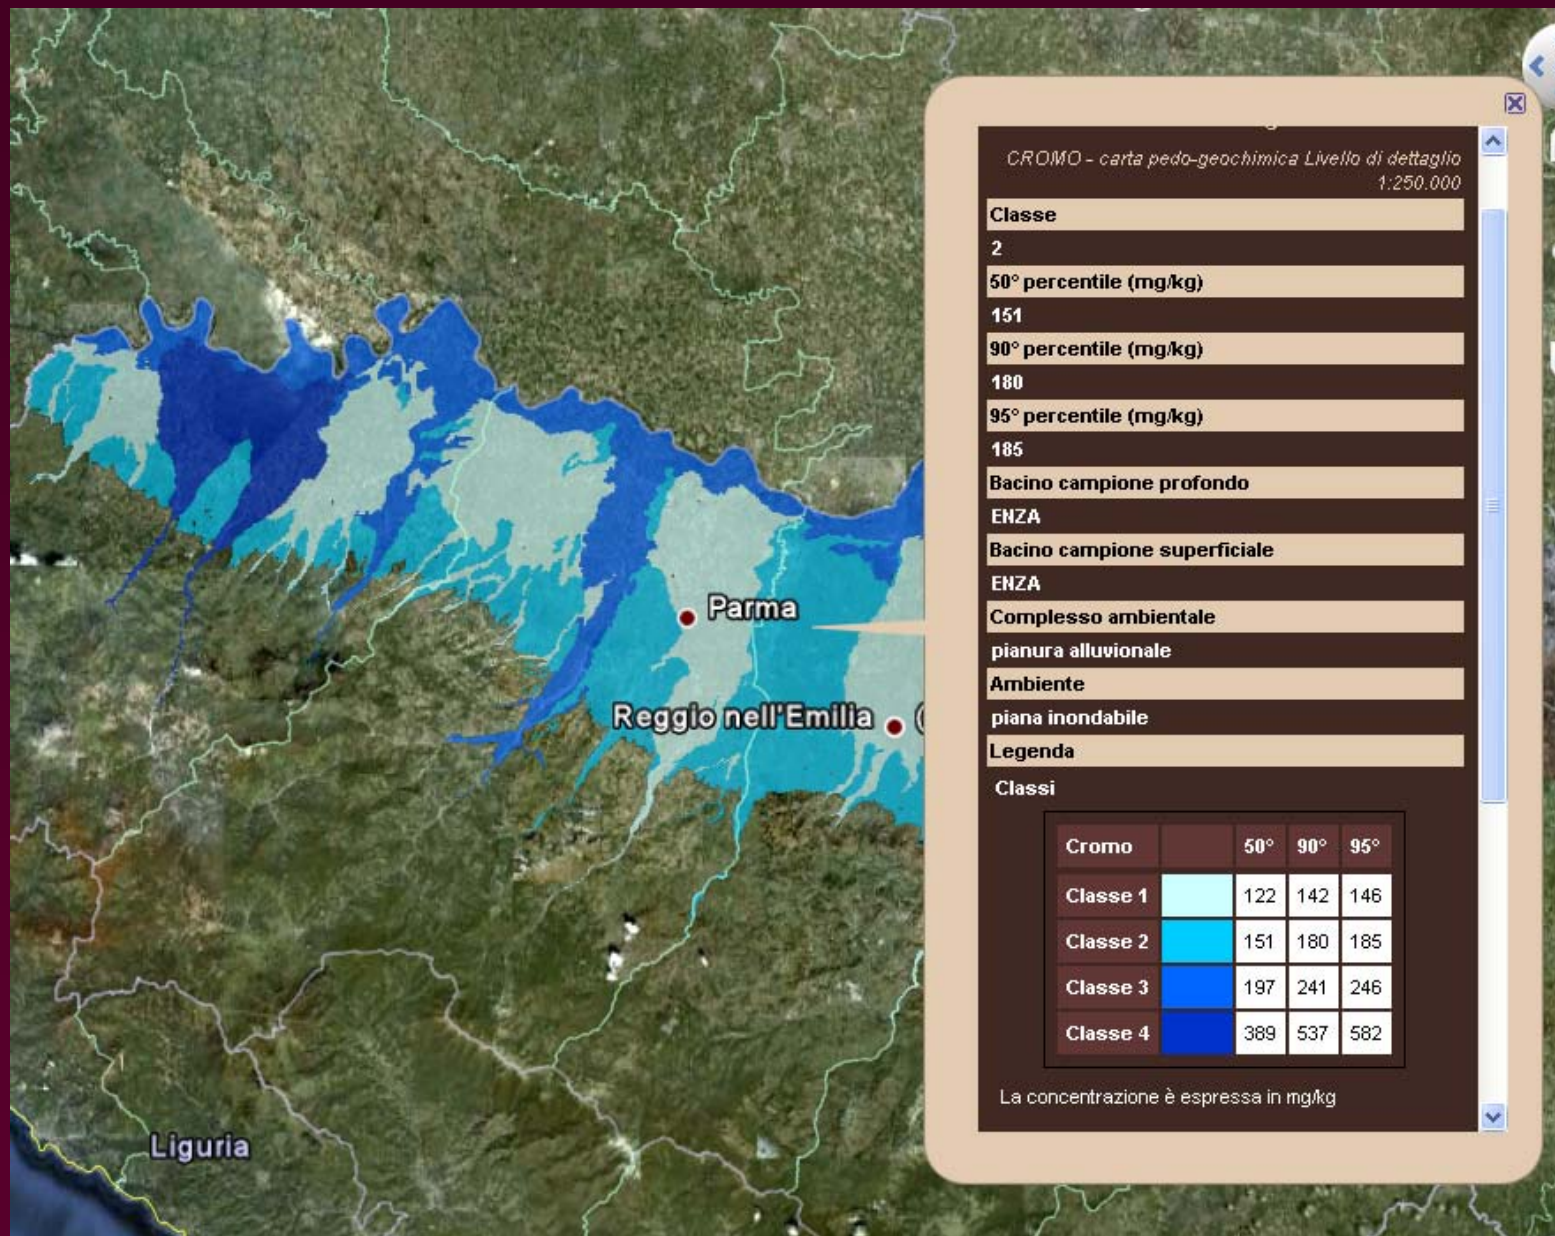 CROMO - carta pedo-geochimica Livello di dettaglio
1:250.000
Classe
2
50° percentile (mg/kg)
151
90° percentile (mg/kg)
180
95° percentile (mg/kg)
185
Bacino campione profondo
ENZA
Bacino campione superficiale
ENZA
Complesso ambientale
pianura alluvionale
Ambiente
piana inondabile
Legenda
Classi
Cromo 50° 90° 95°
Classe 1 122 142 146
Classe 2 151 180 185
Classe 3 197 241 246
Classe 4 389 537 582
La concentrazione è espressa in mg/kg
Parma
Reggio nell'Emilia
Liguria